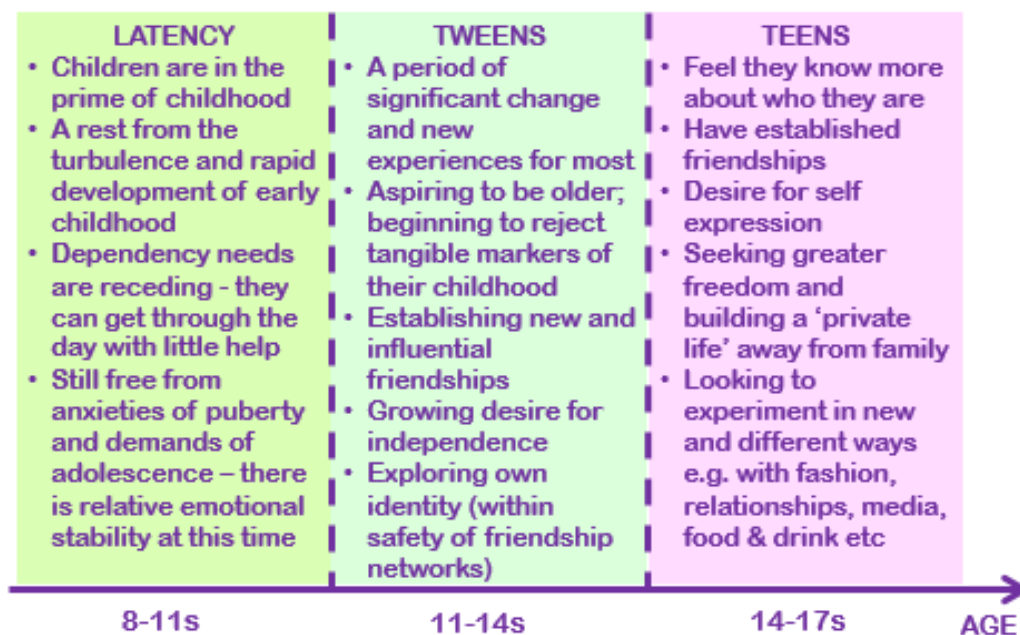 LATENCY
• Children are in the
prime of childhood
• A rest from the
turbulence and rapid
development of early
childhood
• Dependency needs
are receding - they
can get through the
day with little help
• Still free from
anxieties of puberty
and demands of
adolescence – there
is relative emotional
stability at this time
TWEENS
• A period of
significant change
and new
experiences for most
• Aspiring to be older;
beginning to reject
tangible markers of
their childhood
• Establishing new and
influential
friendships
• Growing desire for
independence
• Exploring own
identity (within
safety of friendship
networks)
TEENS
• Feel they know more
about who they are
• Have established
friendships
• Desire for self
expression
• Seeking greater
freedom and
building a ‘private
life’ away from family
• Looking to
experiment in new
and different ways
e.g. with fashion,
relationships, media,
food & drink etc
8-11s
11-14s
14-17s
AGE